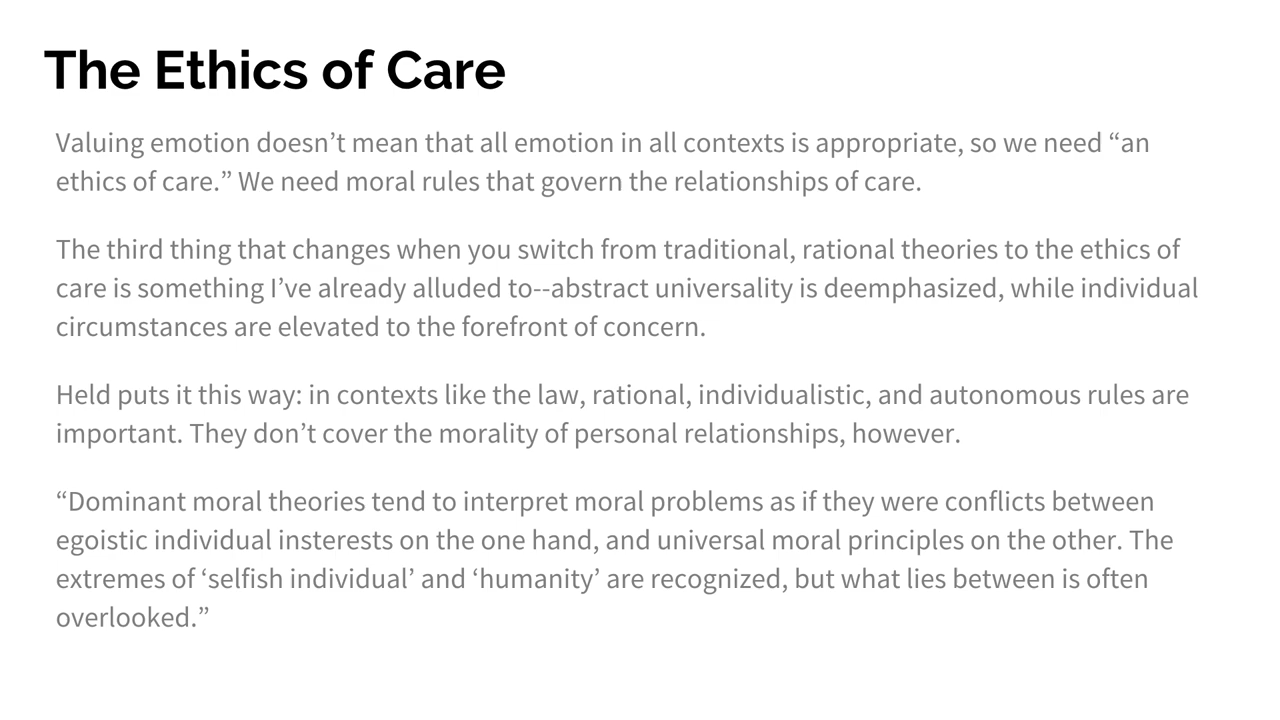 The Ethics of Care
Valuing emotion doesn’t mean that all emotion in all contexts is appropriate, so we need “an
ethics of care.” We need moral rules that govern the relationships of care.
The third thing that changes when you switch from traditional, rational theories to the ethics of
care is something I’ve already alluded to--abstract universality is deemphasized, while individual
circumstances are elevated to the forefront of concern.
Held puts it this way: in contexts like the law, rational, individualistic, and autonomous rules are
important. They don’t cover the morality of personal relationships, however.
“Dominant moral theories tend to interpret moral problems as if they were conflicts between
egoistic individual insterests on the one hand, and universal moral principles on the other. The
extremes of ‘selfish individual’ and ‘humanity’ are recognized, but what lies between is often
overlooked.”